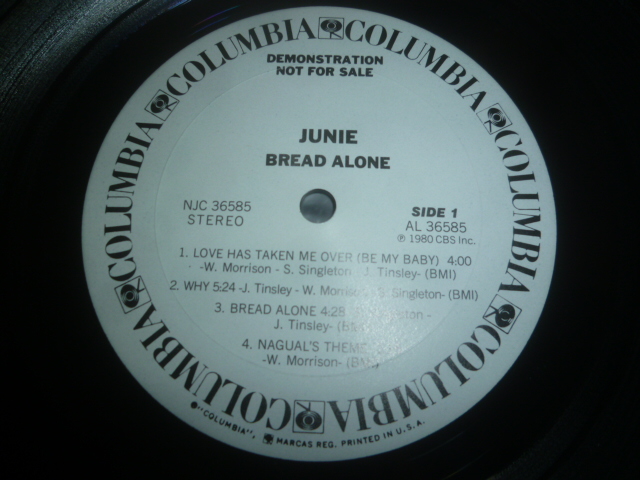 COLUMBIA COLUMBIA COLUMBIA COLUMBIA COLUMBIA COLUMBIA COLUMBIA COLUMBIA
DEMONSTRATION
NOT FOR SALE
JUNIE
BREAD ALONE
NJC 36585
STEREO
SIDE 1
AL 36585
℗ 1980 CBS Inc.
1. LOVE HAS TAKEN ME OVER (BE MY BABY) 4:00
-W. Morrison - S. Singleton - J. Tinsley- (BMI)
2. WHY 5:24 -J. Tinsley - W. Morrison - S. Singleton- (BMI)
3. BREAD ALONE 4:28
J. Tinsley-
4. NAGUAL'S THEME
-W. Morrison-
®"COLUMBIA", MARCAS REG. PRINTED IN U.S.A.